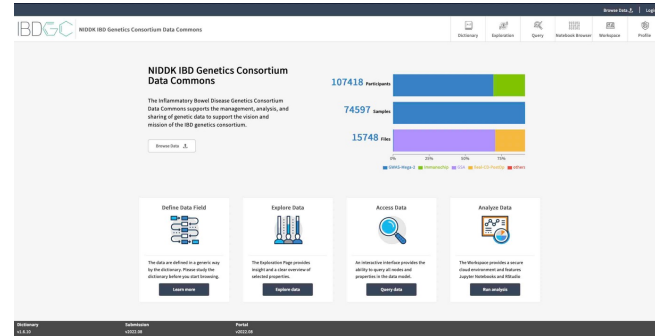 Browse Data
Login
IBDGC
NIDDK IBD Genetics Consortium Data Commons
Dictionary
Exploration
Query
Notebook Browser
Workspace
Profile
NIDDK IBD Genetics Consortium
Data Commons
The Inflammatory Bowel Disease Genetics Consortium
Data Commons supports the management, analysis, and
sharing of genetic data to support the vision and
mission of the IBD genetics consortium.
Browse Data
107418 Participants
74597 Samples
15748 Files
0%
25%
50%
75%
others
Define Data Field
The data are defined in a generic way
by the dictionary. Please study the
dictionary before you start browsing.
Learn more
Explore Data
The Exploration Page provides
insight and a clear overview of
selected properties.
Explore data
Access Data
An interactive interface provides the
ability to query all nodes and
properties in the data model.
Query data
Analyze Data
The Workspace provides a secure
cloud environment and features
Jupyter Notebooks and RStudio
Run analysis
Dictionary
Submission
Portal
v2022.08
v2022.08